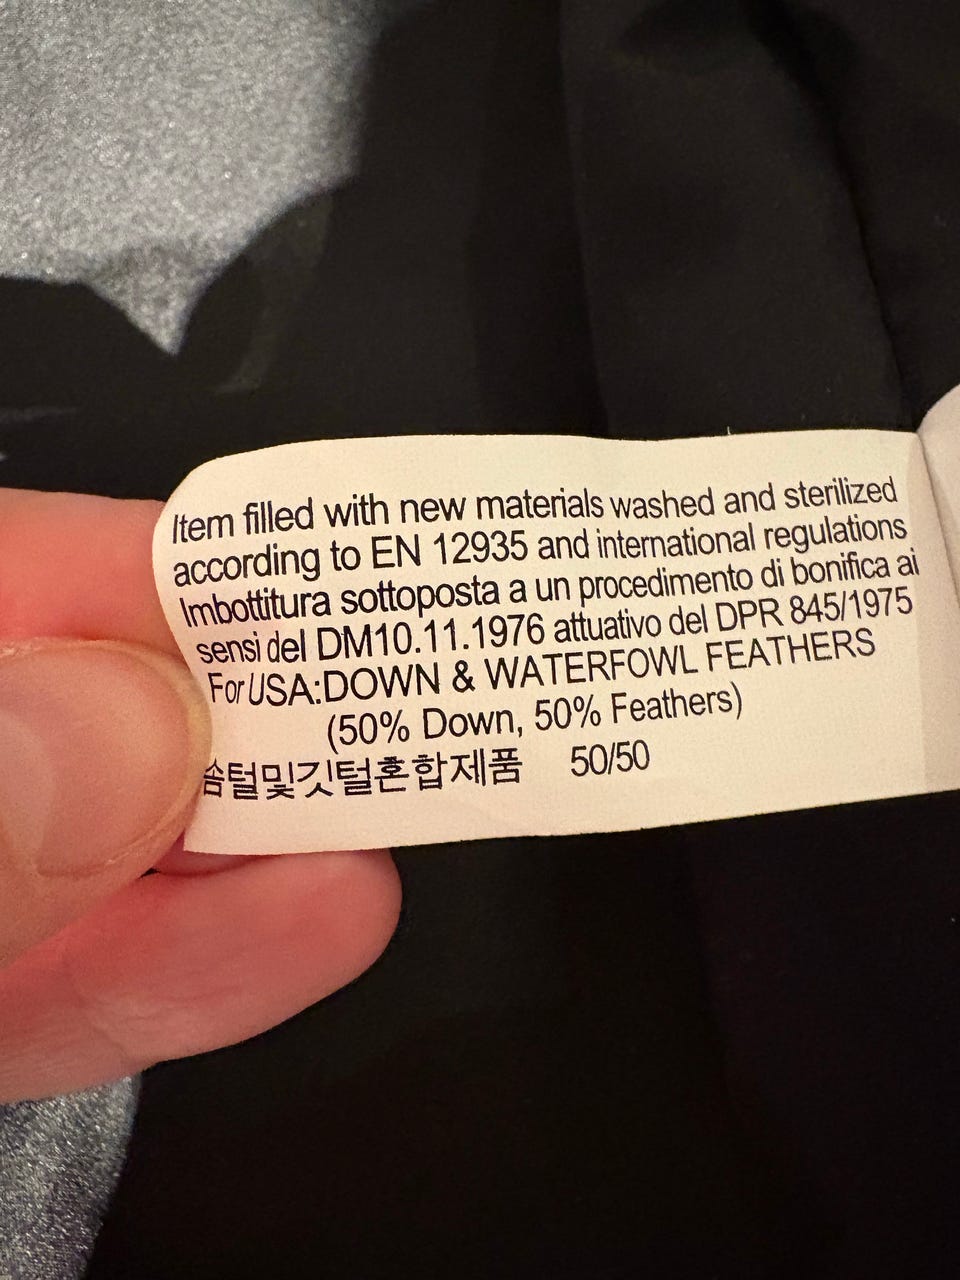 Item filled with new materials washed and sterilized
according to EN 12935 and international regulations
Imbottitura sottoposta a un procedimento di bonifica ai
sensi del DM10.11.1976 attuativo del DPR 845/1975
For USA:DOWN & WATERFOWL FEATHERS
(50% Down, 50% Feathers)
솜털및깃털혼합제품 50/50